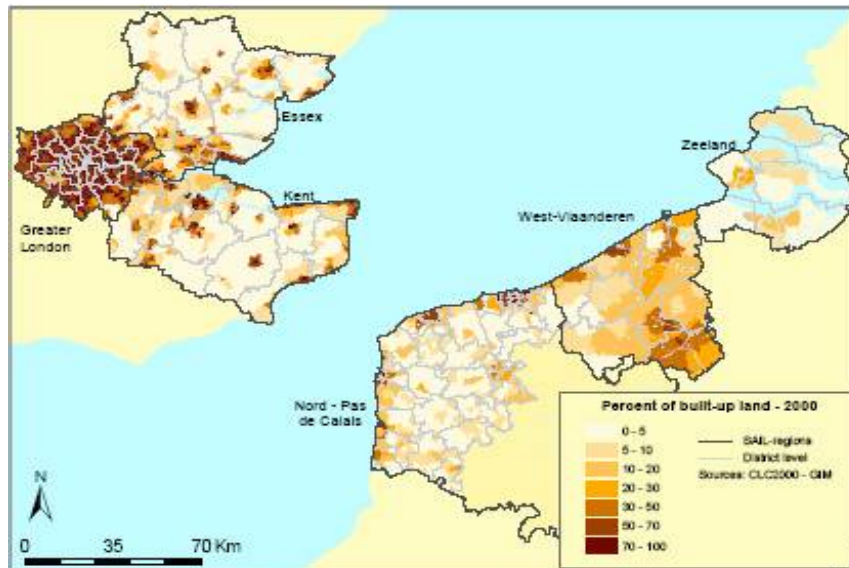 Essex
Zeeland
Kent
West-Vlaanderen
Greater
London
Nord - Pas
de Calais
Percent of built-up land - 2000
0 - 5
5 - 10
10 - 20
20 - 30
30 - 50
50 - 70
70 - 100
SAIL-regions
District level
Sources: CLC2000 - GIM
N
0 35 70 Km